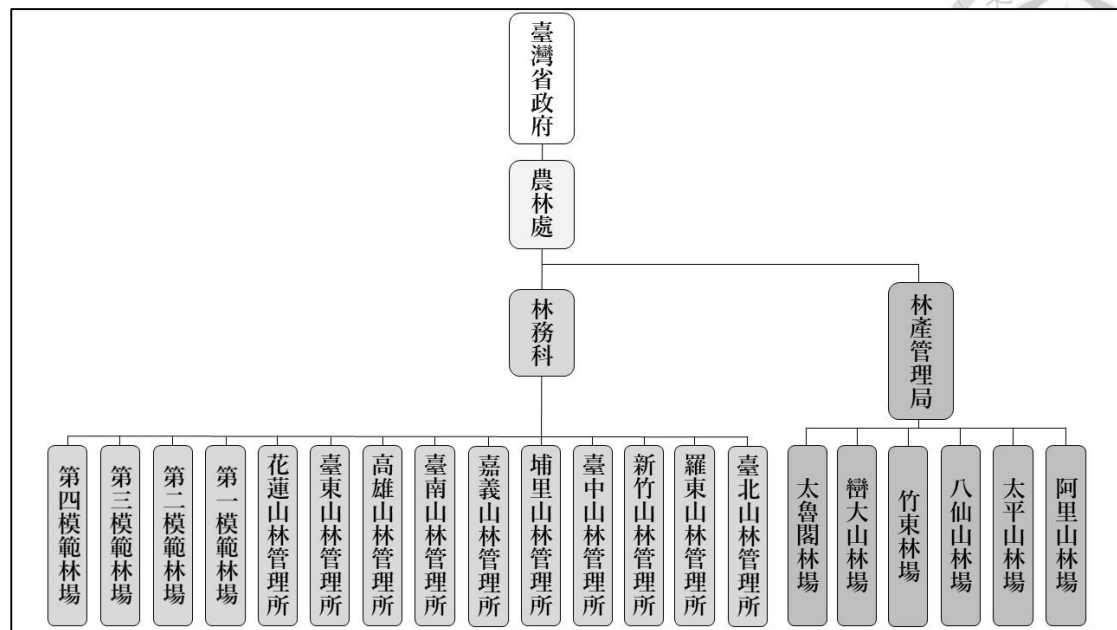 臺灣省政府
農林處
林務科
林產管理局
第四模範林場
第三模範林場
第二模範林場
第一模範林場
花蓮山林管理所
臺東山林管理所
高雄山林管理所
臺南山林管理所
嘉義山林管理所
埔里山林管理所
臺中山林管理所
新竹山林管理所
羅東山林管理所
臺北山林管理所
太魯閣林場
巒大山林場
竹東林場
八仙山林場
太平山林場
阿里山林場